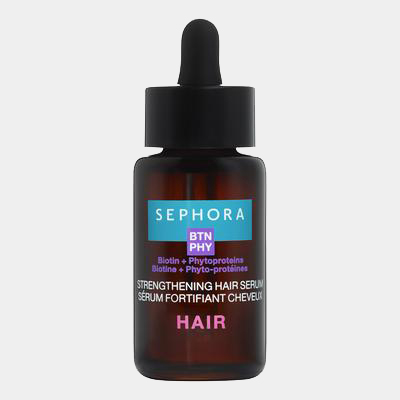 SEPHORA
BTN
PHY
Biotin + Phytoproteins
Biotine + Phyto-protéines
STRENGTHENING HAIR SERUM
SÉRUM FORTIFIANT CHEVEUX
HAIR